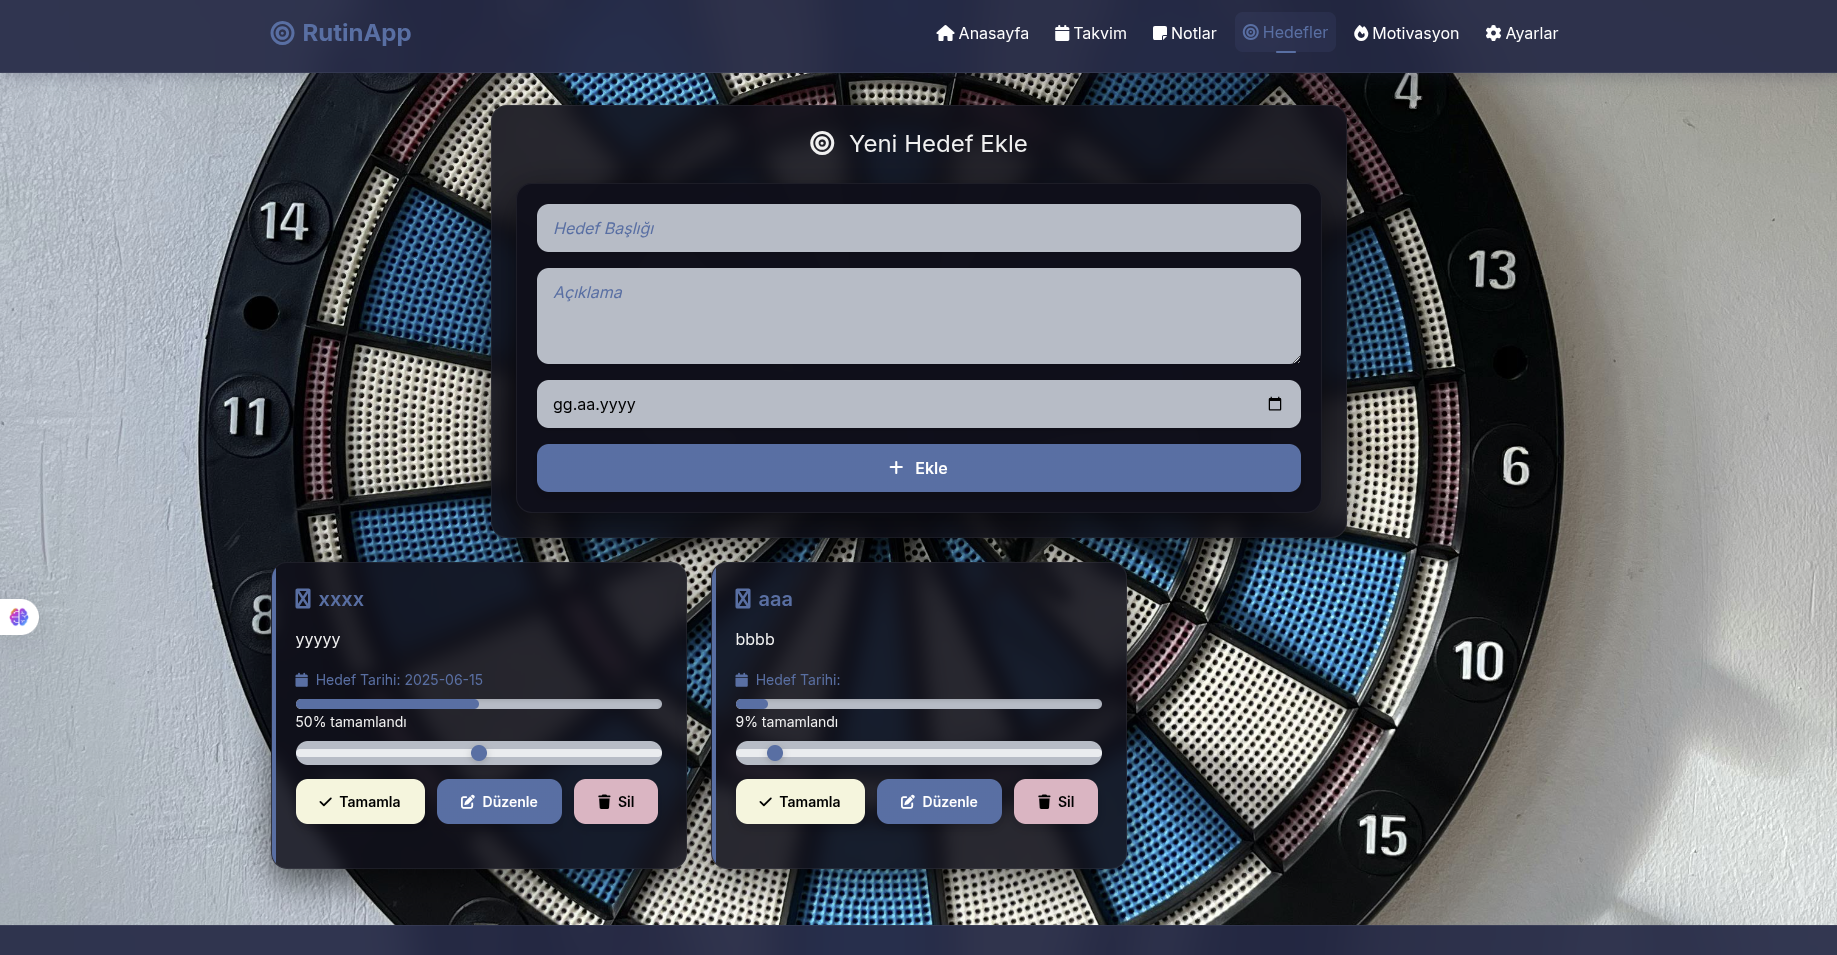 RutinApp
Anasayfa Takvim Notlar Hedefler Motivasyon Ayarlar
4
Yeni Hedef Ekle
14
Hedef Başlığı
13
Açıklama
11
gg.aa.yyyy
6
Ekle
8
xxxx
aaa
yyyyy
bbbb
10
Hedef Tarihi: 2025-06-15
Hedef Tarihi:
50% tamamlandı
9% tamamlandı
Tamamla Düzenle Sil
Tamamla Düzenle Sil
15